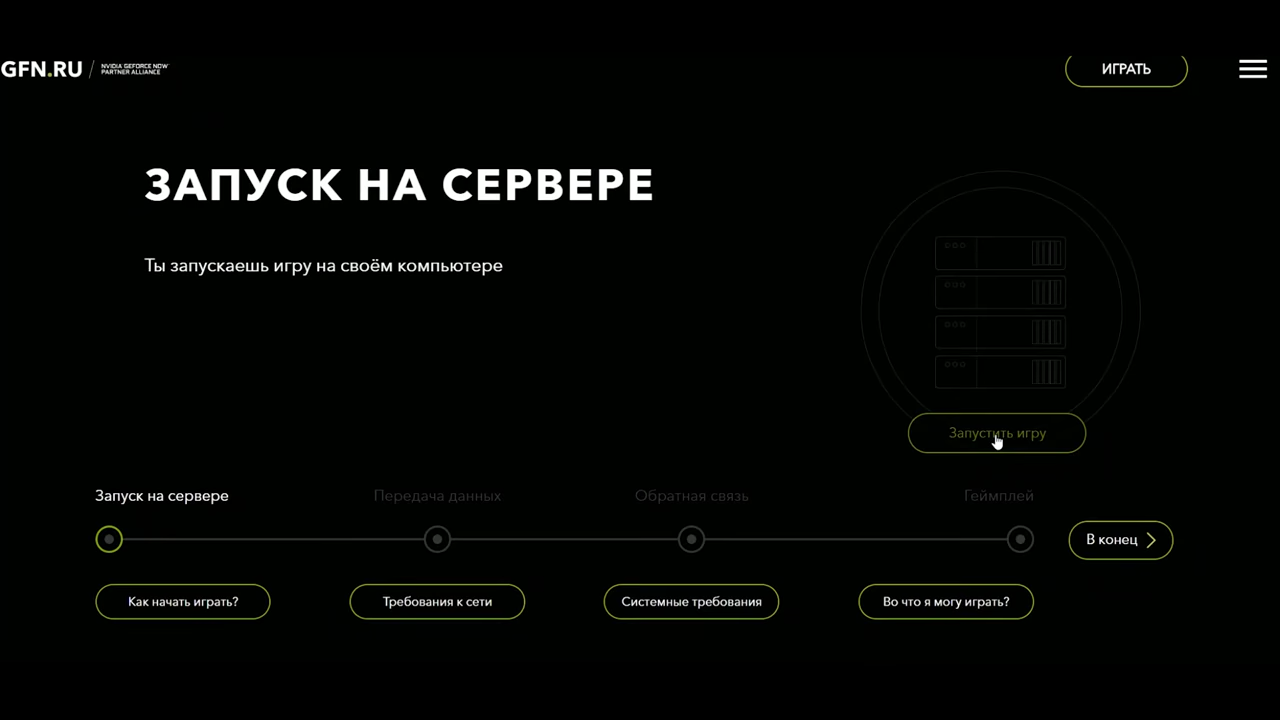 GFN.RU
NVIDIA GEFORCE NOW
PARTNER ALLIANCE
ИГРАТЬ
ЗАПУСК НА СЕРВЕРЕ
Ты запускаешь игру на своём компьютере
Запустить игру
Запуск на сервере
Передача данных
Обратная связь
Геймплей
В конец
Как начать играть?
Требования к сети
Системные требования
Во что я могу играть?